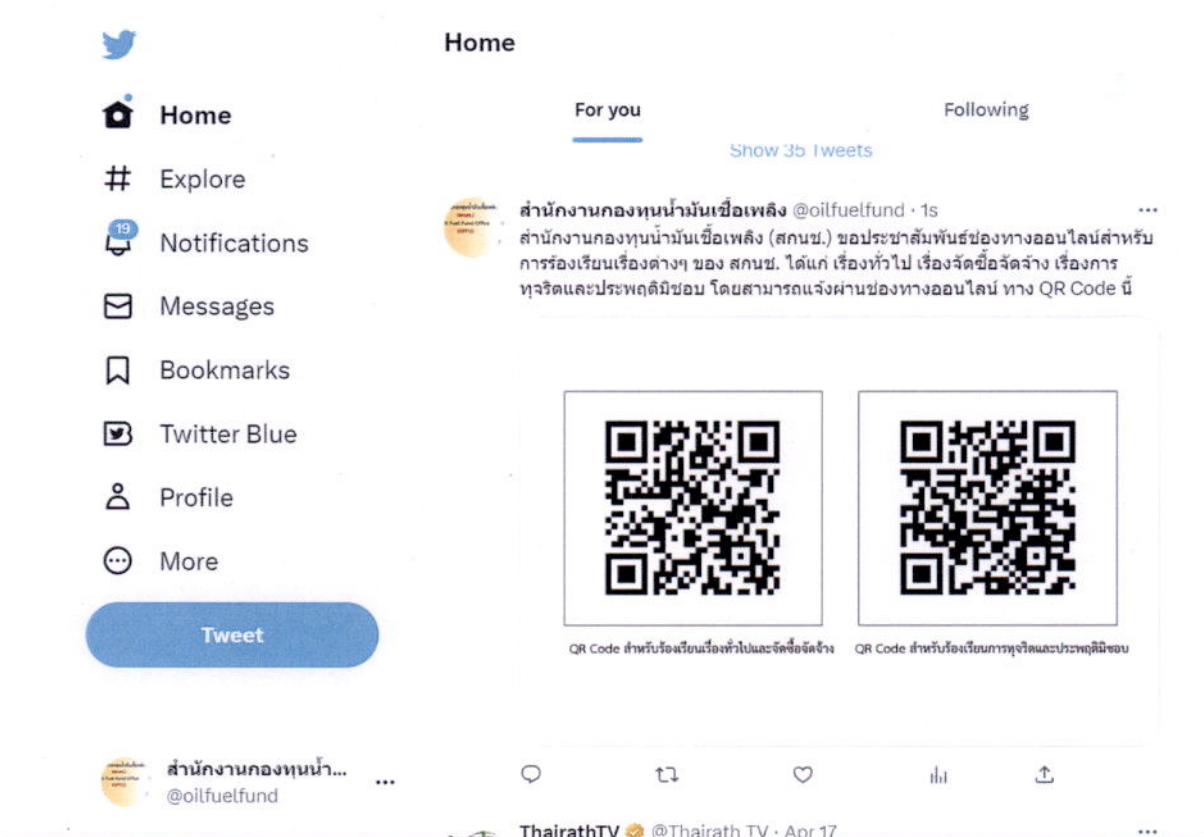 Home
For you
Following
Show 35 Tweets
Home
Explore
19
Notifications
Messages
Bookmarks
Twitter Blue
Profile
More
Tweet
สำนักงานกองทุนน้ำ...
@oilfuelfund
สำนักงานกองทุนน้ำมันเชื้อเพลิง @oilfuelfund · 1s
สำนักงานกองทุนน้ำมันเชื้อเพลิง (สกนช.) ขอประชาสัมพันธ์ช่องทางออนไลน์สำหรับ
การร้องเรียนเรื่องต่างๆ ของ สกนช. ได้แก่ เรื่องทั่วไป เรื่องจัดซื้อจัดจ้าง เรื่องการ
ทุจริตและประพฤติมิชอบ โดยสามารถแจ้งผ่านช่องทางออนไลน์ ทาง QR Code นี้
QR Code สำหรับร้องเรียนเรื่องทั่วไปและจัดซื้อจัดจ้าง
QR Code สำหรับร้องเรียนการทุจริตและประพฤติมิชอบ
ThairathTV @Thairath_TV · Apr 17